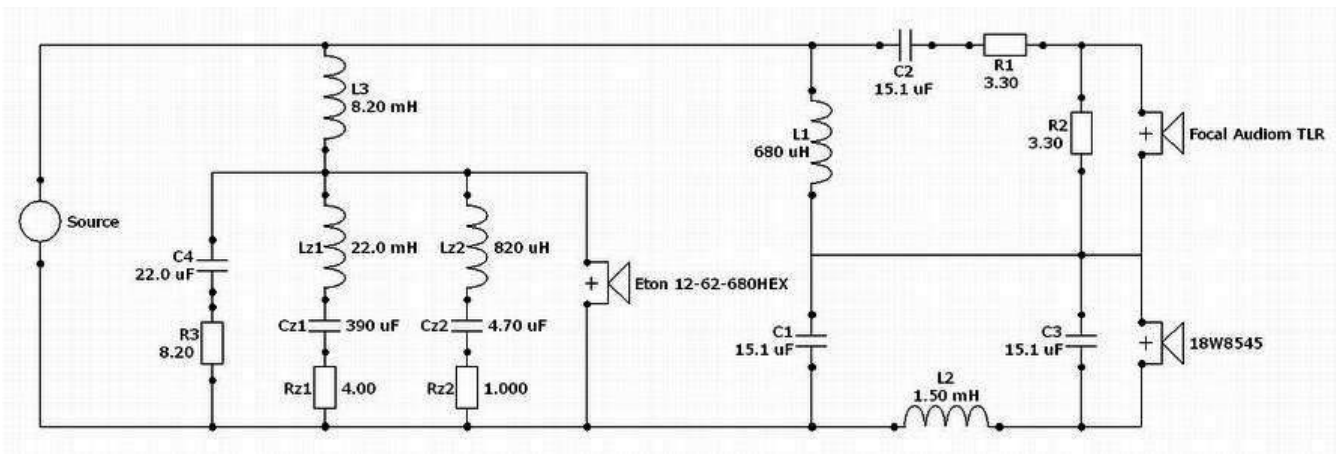 Source
L3
8.20 mH
C4
22.0 uF
R3
8.20
Lz1
22.0 mH
Cz1
390 uF
Rz1
4.00
Lz2
820 uH
Cz2
4.70 uF
Rz2
1.000
+
Eton 12-62-680HEX
C2
15.1 uF
R1
3.30
L1
680 uH
R2
3.30
+
Focal Audiom TLR
C1
15.1 uF
L2
1.50 mH
C3
15.1 uF
+
18W8545